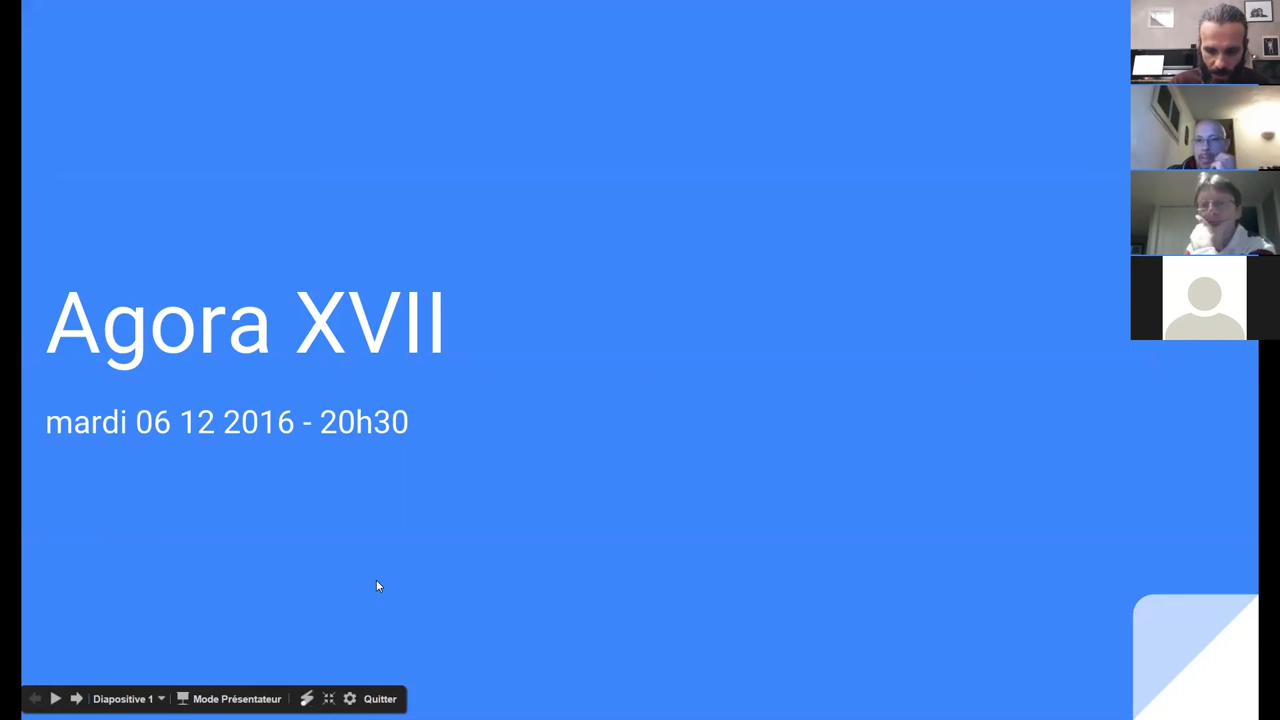 Agora XVII
mardi 06 12 2016 - 20h30
Diapositive 1
Mode Présentateur
Quitter